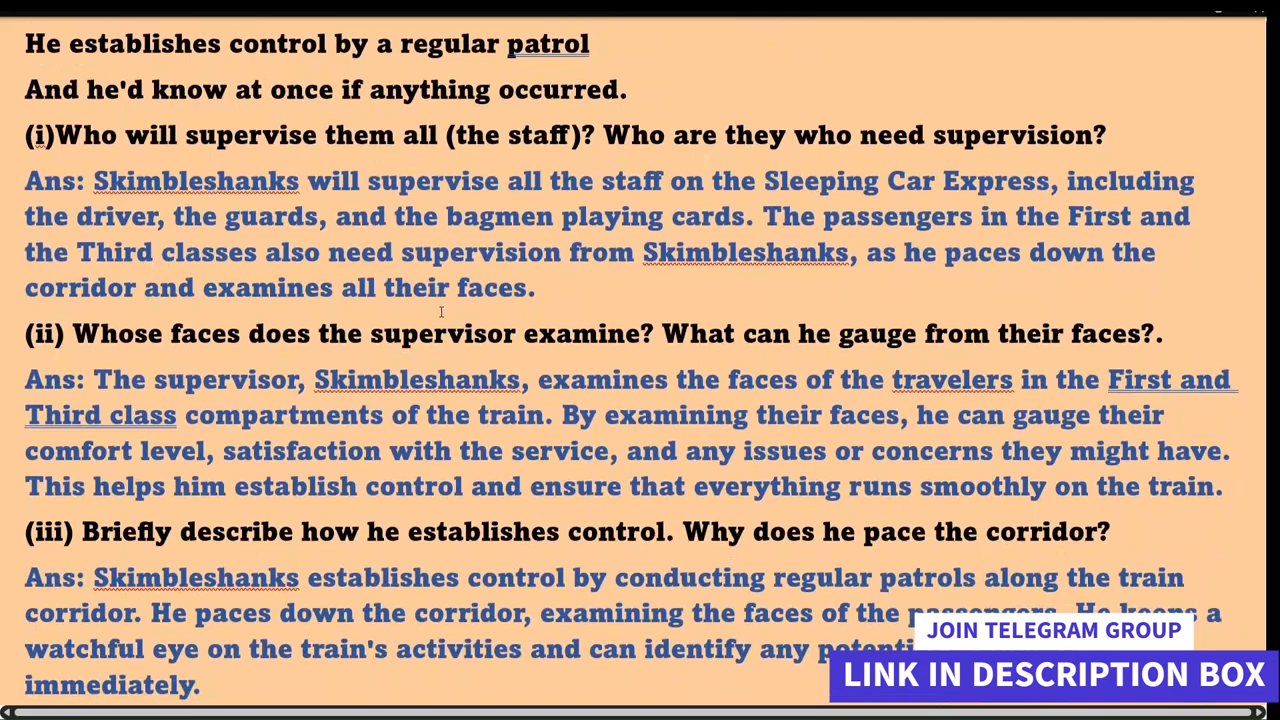 He establishes control by a regular patrol
And he'd know at once if anything occurred.
(i)Who will supervise them all (the staff)? Who are they who need supervision?
Ans: Skimbleshanks will supervise all the staff on the Sleeping Car Express, including
the driver, the guards, and the bagmen playing cards. The passengers in the First and
the Third classes also need supervision from Skimbleshanks, as he paces down the
corridor and examines all their faces.
(ii) Whose faces does the supervisor examine? What can he gauge from their faces?.
Ans: The supervisor, Skimbleshanks, examines the faces of the travelers in the First and
Third class compartments of the train. By examining their faces, he can gauge their
comfort level, satisfaction with the service, and any issues or concerns they might have.
This helps him establish control and ensure that everything runs smoothly on the train.
(iii) Briefly describe how he establishes control. Why does he pace the corridor?
Ans: Skimbleshanks establishes control by conducting regular patrols along the train
corridor. He paces down the corridor, examining the faces of the passengers. He keeps a
watchful eye on the train's activities and can identify any
immediately.
JOIN TELEGRAM GROUP
LINK IN DESCRIPTION BOX